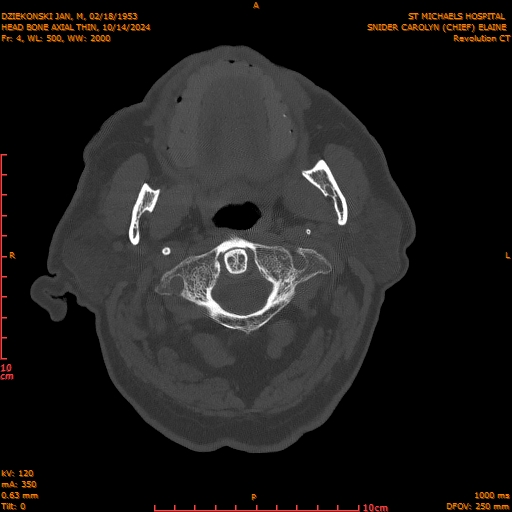 A
DZIEKONSKI JAN, M, 02/18/1953
HEAD BONE AXIAL THIN, 10/14/2024
Fr: 4, WL: 500, WW: 2000
ST MICHAELS HOSPITAL
SNIDER CAROLYN (CHIEF) ELAINE
Revolution CT
R
L
10
cm
kV: 120
mA: 350
0.63 mm
Tilt: 0
P
10cm
1000 ms
DFOV: 250 mm